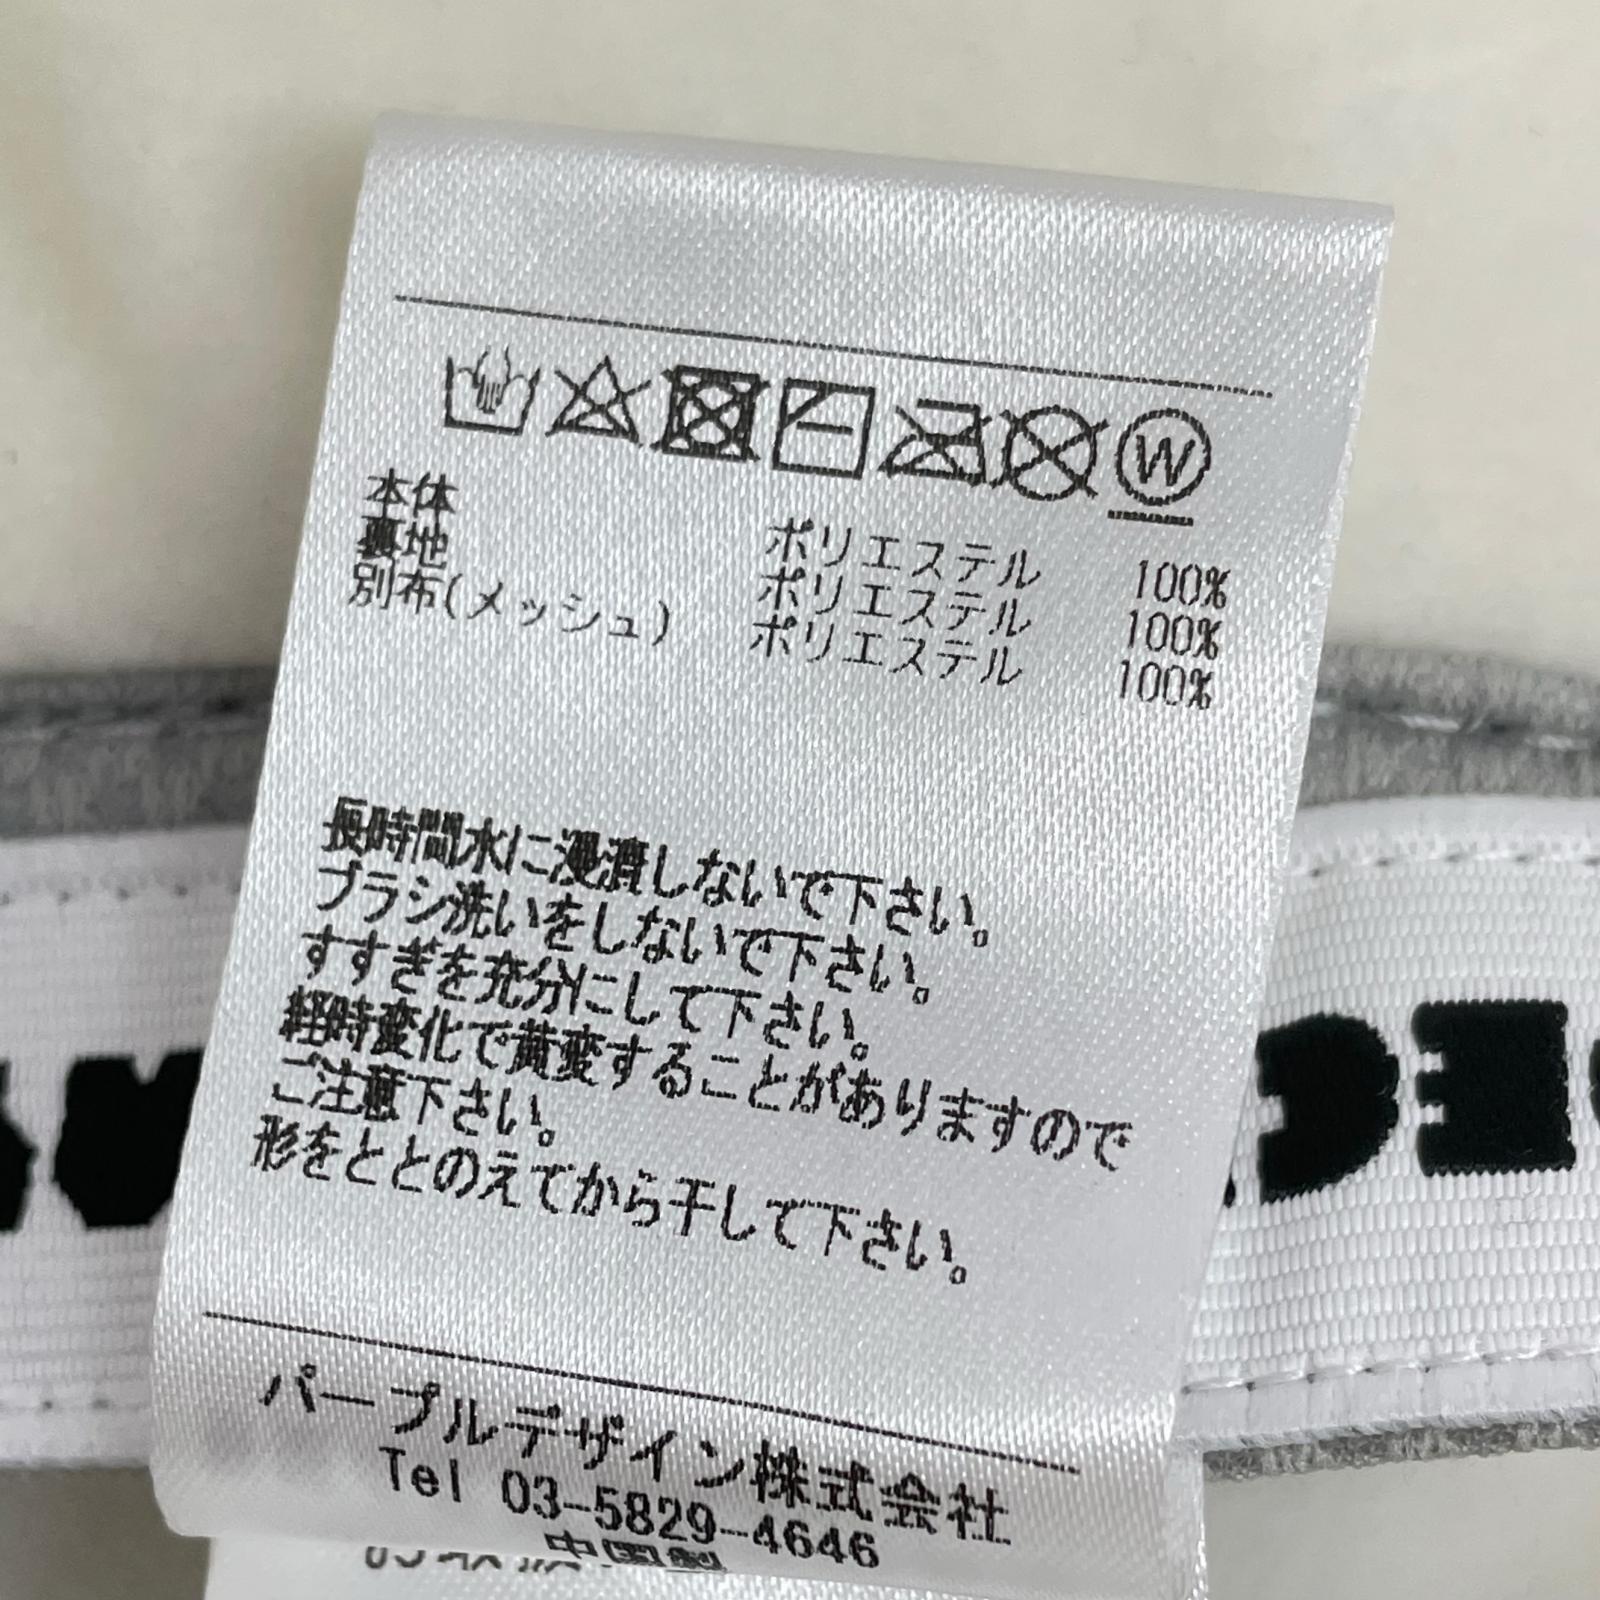 W
本体 ポリエステル 100%
裏地 ポリエステル 100%
別布(メッシュ) ポリエステル 100%
長時間水に浸漬しないで下さい。
ブラシ洗いをしないで下さい。
すすぎを充分にして下さい。
経時変化で黄変することがありますので
ご注意下さい。
形をととのえてから干して下さい。
パープルデザイン株式会社
Tel 03-5829-4646
中国製